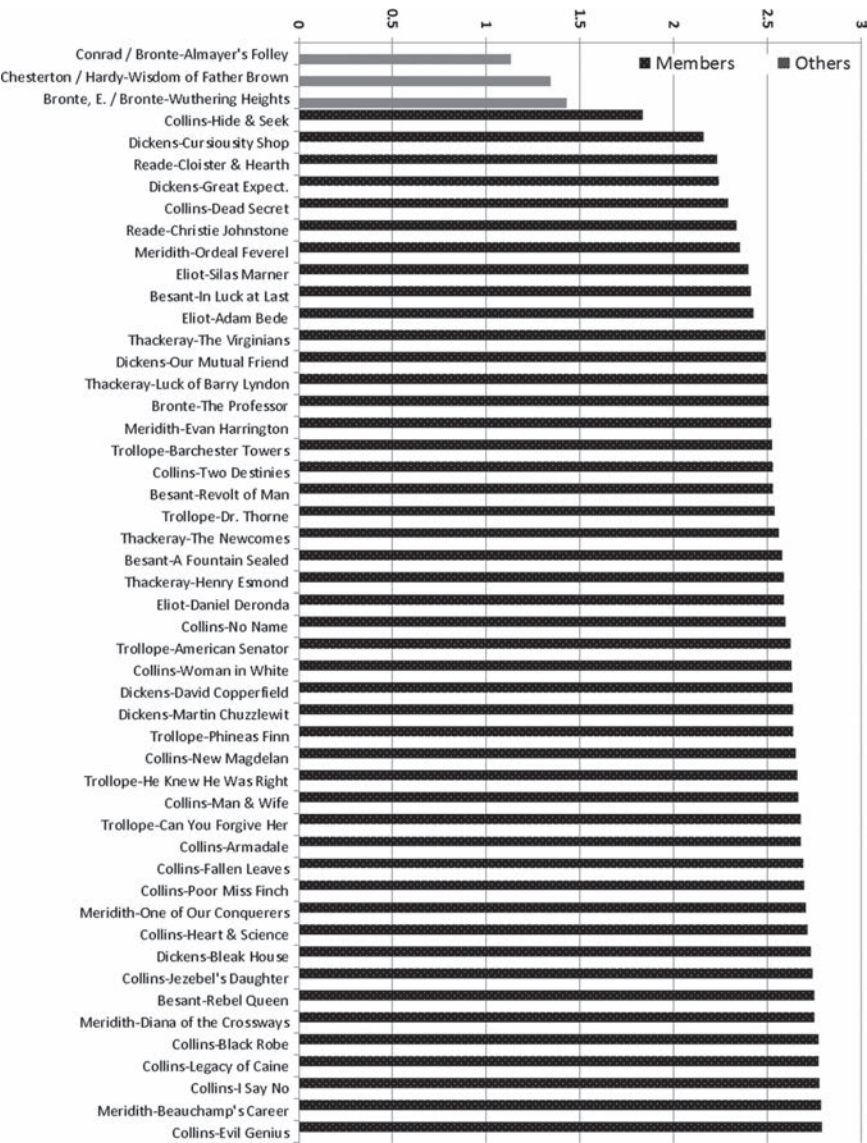 0 0.5 1 1.5 2 2.5 3
Members Others
Conrad / Bronte-Almayer's Folley
Chesterton / Hardy-Wisdom of Father Brown
Bronte, E. / Bronte-Wuthering Heights
Collins-Hide & Seek
Dickens-Cursiousity Shop
Reade-Cloister & Hearth
Dickens-Great Expect.
Collins-Dead Secret
Reade-Christie Johnstone
Meridith-Ordeal Feverel
Eliot-Silas Marner
Besant-In Luck at Last
Eliot-Adam Bede
Thackeray-The Virginians
Dickens-Our Mutual Friend
Thackeray-Luck of Barry Lyndon
Bronte-The Professor
Meridith-Evan Harrington
Trollope-Barchester Towers
Collins-Two Destinies
Besant-Revolt of Man
Trollope-Dr. Thorne
Thackeray-The Newcomes
Besant-A Fountain Sealed
Thackeray-Henry Esmond
Eliot-Daniel Deronda
Collins-No Name
Trollope-American Senator
Collins-Woman in White
Dickens-David Copperfield
Dickens-Martin Chuzzlewit
Trollope-Phineas Finn
Collins-New Magdelan
Trollope-He Knew He Was Right
Collins-Man & Wife
Trollope-Can You Forgive Her
Collins-Armadale
Collins-Fallen Leaves
Collins-Poor Miss Finch
Meridith-One of Our Conquerers
Collins-Heart & Science
Dickens-Bleak House
Collins-Jezebel's Daughter
Besant-Rebel Queen
Meridith-Diana of the Crossways
Collins-Black Robe
Collins-Legacy of Caine
Collins-I Say No
Meridith-Beauchamp's Career
Collins-Evil Genius